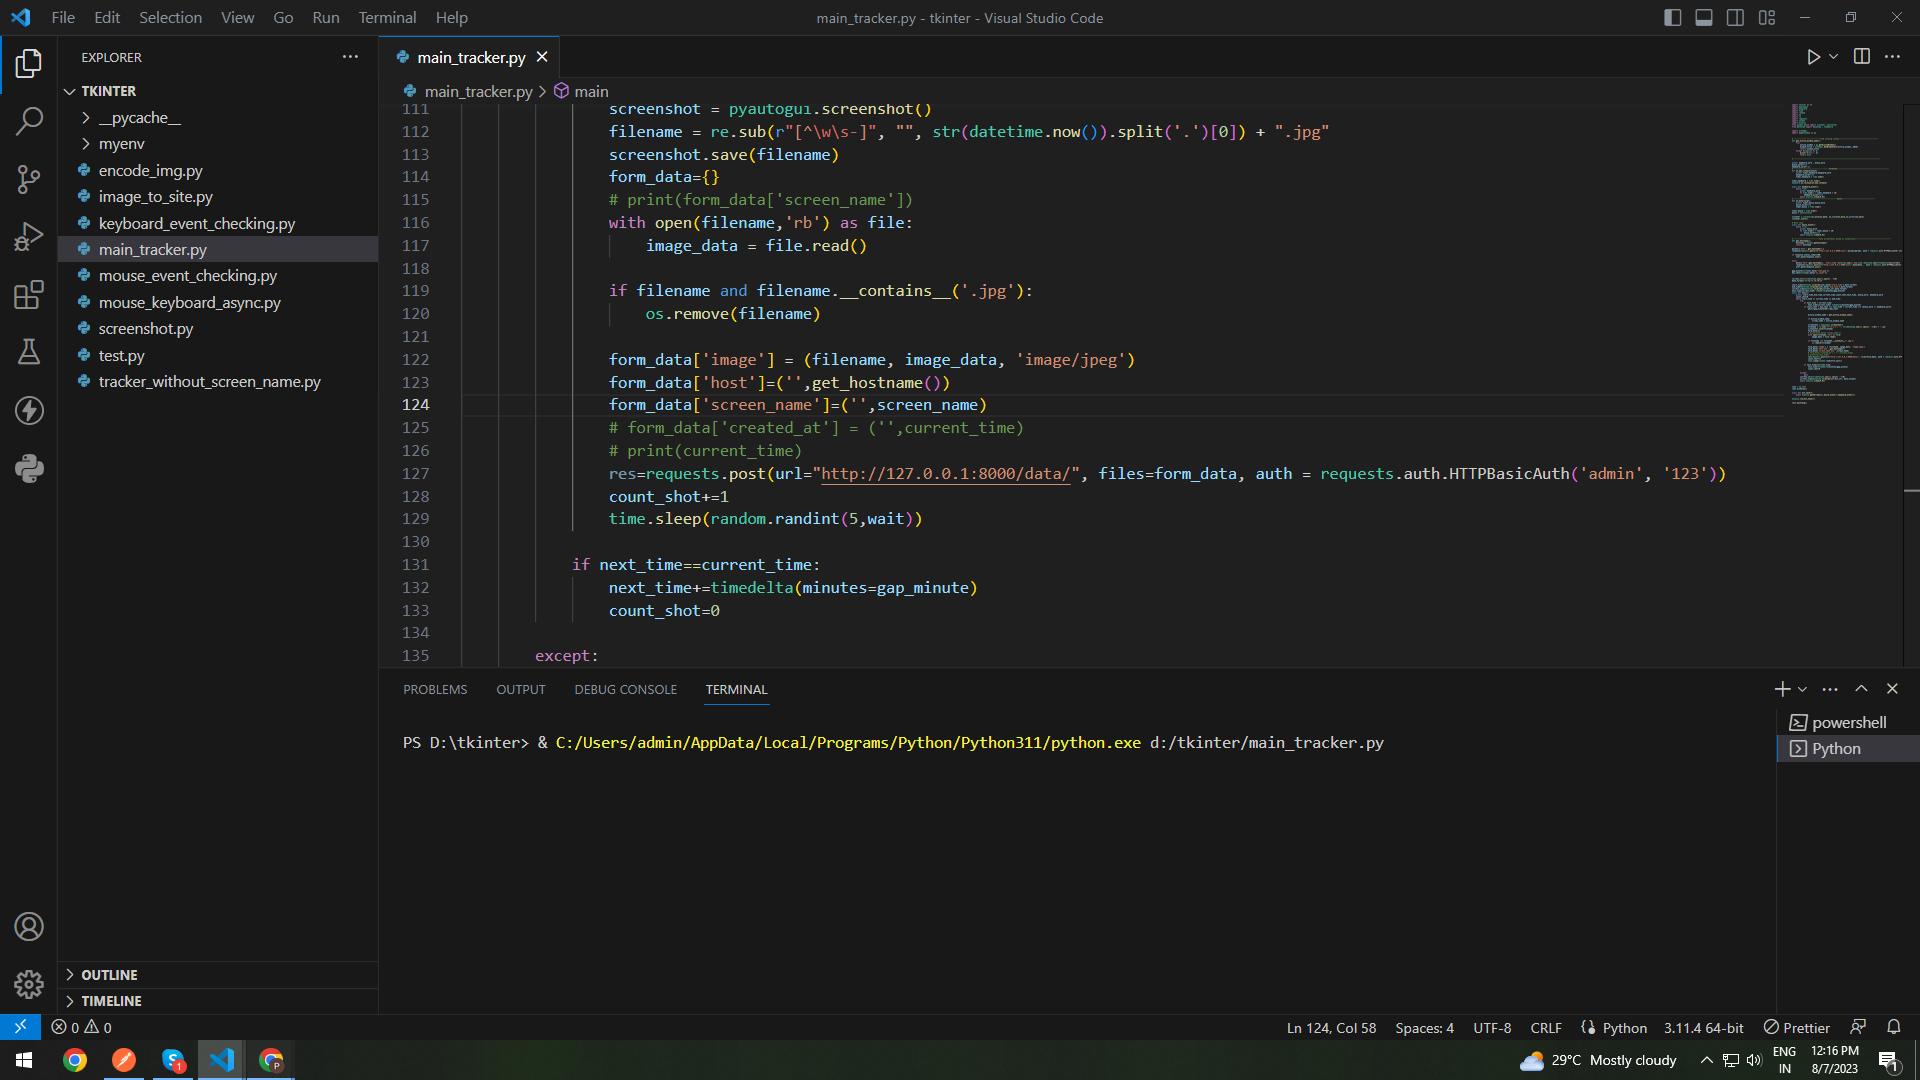 File Edit Selection View Go Run Terminal Help
main_tracker.py - tkinter - Visual Studio Code
EXPLORER
TKINTER
__pycache__
myenv
encode_img.py
image_to_site.py
keyboard_event_checking.py
main_tracker.py
mouse_event_checking.py
mouse_keyboard_async.py
screenshot.py
test.py
tracker_without_screen_name.py
OUTLINE
TIMELINE
main_tracker.py
main_tracker.py > main
111 screenshot = pyautogui.screenshot()
112 filename = re.sub(r"[^\w\s-]", "", str(datetime.now()).split('.')[0]) + ".jpg"
113 screenshot.save(filename)
114 form_data={}
115 # print(form_data['screen_name'])
116 with open(filename,'rb') as file:
117 image_data = file.read()
118
119 if filename and filename.__contains__('.jpg'):
120 os.remove(filename)
121
122 form_data['image'] = (filename, image_data, 'image/jpeg')
123 form_data['host']=('',get_hostname())
124 form_data['screen_name']=('',screen_name)
125 # form_data['created_at'] = ('',current_time)
126 # print(current_time)
127 res=requests.post(url="http://127.0.0.1:8000/data/", files=form_data, auth = requests.auth.HTTPBasicAuth('admin', '123'))
128 count_shot+=1
129 time.sleep(random.randint(5,wait))
130
131 if next_time==current_time:
132 next_time+=timedelta(minutes=gap_minute)
133 count_shot=0
134
135 except:
PROBLEMS OUTPUT DEBUG CONSOLE TERMINAL
PS D:\tkinter> & C:/Users/admin/AppData/Local/Programs/Python/Python311/python.exe d:/tkinter/main_tracker.py
powershell
Python
0 0
Ln 124, Col 58 Spaces: 4 UTF-8 CRLF Python 3.11.4 64-bit Prettier
29°C Mostly cloudy
ENG
IN
12:16 PM
8/7/2023
1